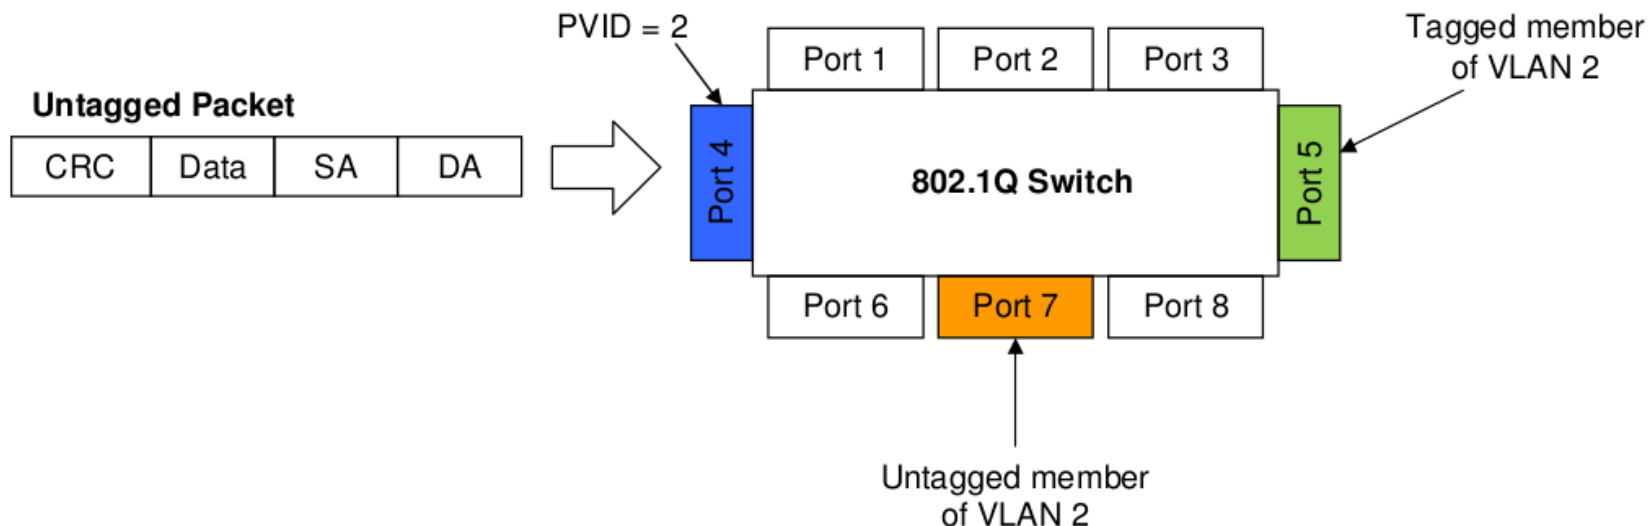 PVID = 2
Port 1
Port 2
Port 3
Tagged member
of VLAN 2
Untagged Packet
CRC
Data
SA
DA
Port 4
802.1Q Switch
Port 5
Port 6
Port 7
Port 8
Untagged member
of VLAN 2